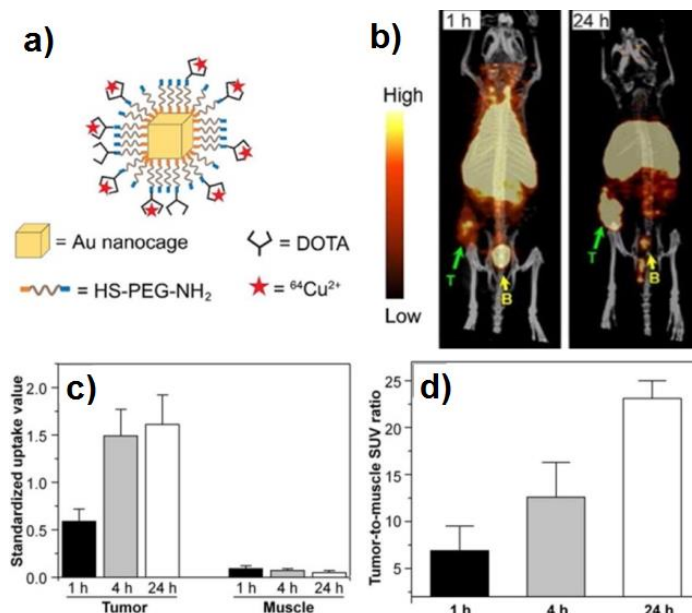 a)
= Au nanocage
= DOTA
= HS-PEG-NH₂
= ⁶⁴Cu²⁺
b)
1 h
24 h
High
Low
T
B
T
B
c)
Standardized uptake value
2.0
1.5
1.0
0.5
0.0
1 h 4 h 24 h 1 h 4 h 24 h
Tumor Muscle
d)
Tumor-to-muscle SUV ratio
25
20
15
10
5
1 h 4 h 24 h